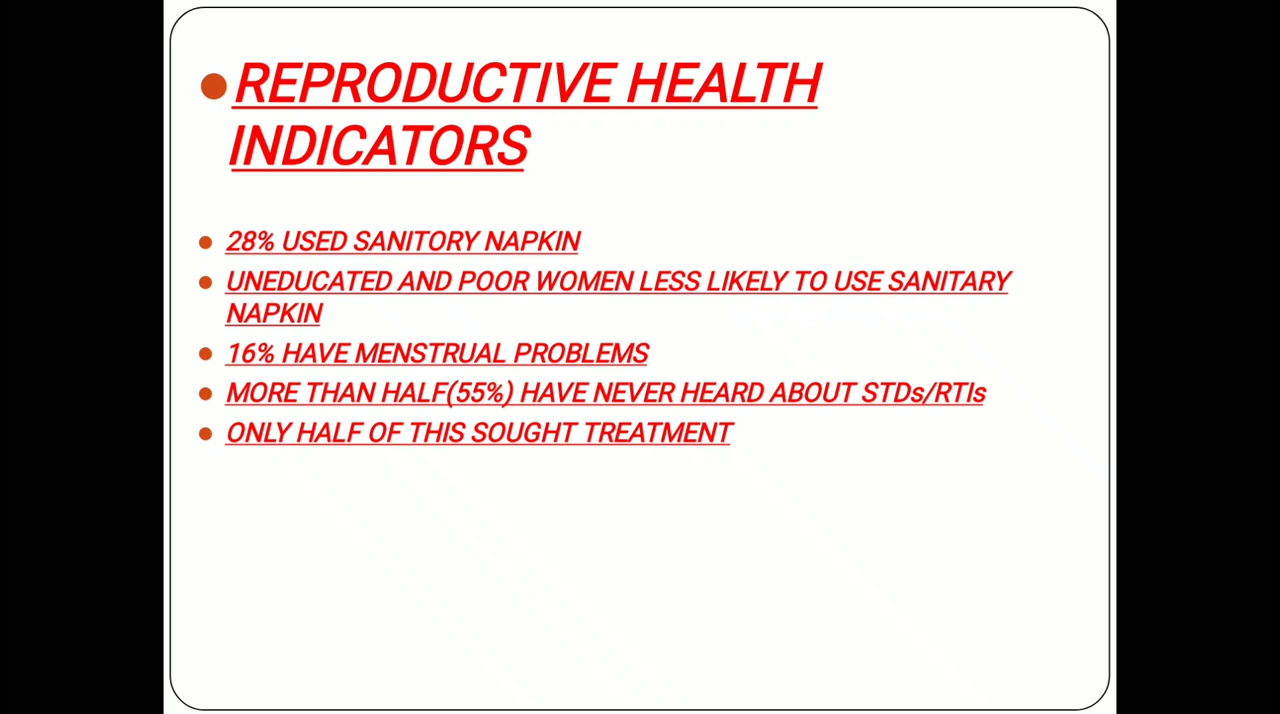 REPRODUCTIVE HEALTH
INDICATORS
28% USED SANITORY NAPKIN
UNEDUCATED AND POOR WOMEN LESS LIKELY TO USE SANITARY
NAPKIN
16% HAVE MENSTRUAL PROBLEMS
MORE THAN HALF(55%) HAVE NEVER HEARD ABOUT STDs/RTIs
ONLY HALF OF THIS SOUGHT TREATMENT